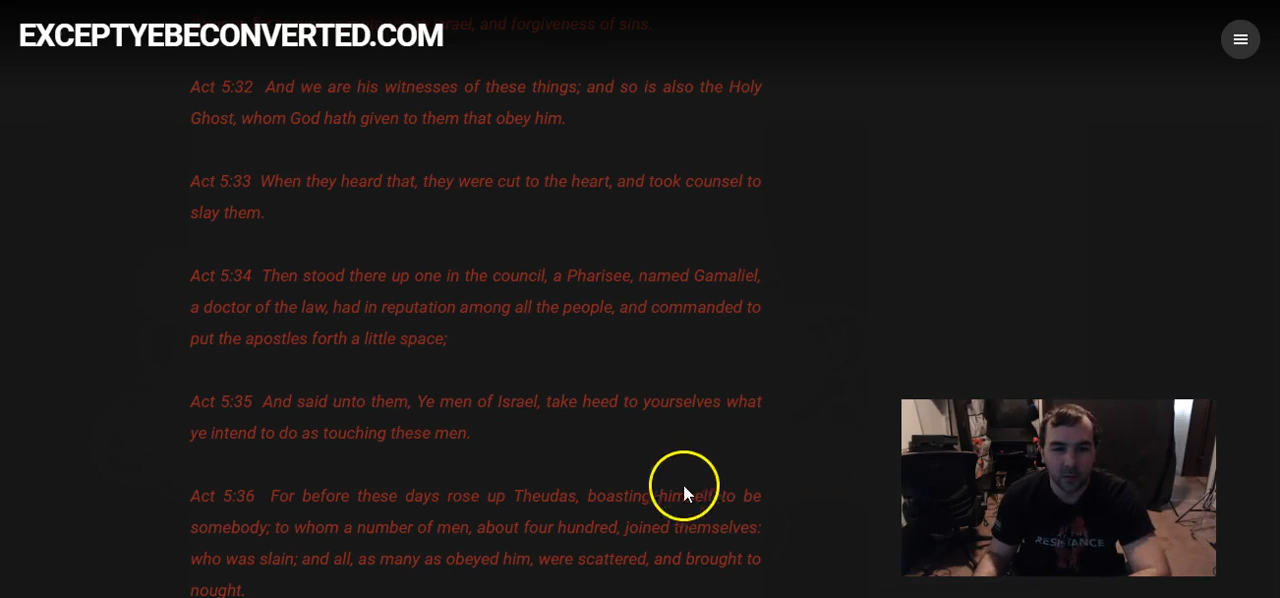 EXCEPTYEBECONVERTED.COM
rael, and forgiveness of sins.
Act 5:32 And we are his witnesses of these things; and so is also the Holy
Ghost, whom God hath given to them that obey him.
Act 5:33 When they heard that, they were cut to the heart, and took counsel to
slay them.
Act 5:34 Then stood there up one in the council, a Pharisee, named Gamaliel,
a doctor of the law, had in reputation among all the people, and commanded to
put the apostles forth a little space;
Act 5:35 And said unto them, Ye men of Israel, take heed to yourselves what
ye intend to do as touching these men.
Act 5:36 For before these days rose up Theudas, boasting himself to be
somebody; to whom a number of men, about four hundred, joined themselves:
who was slain; and all, as many as obeyed him, were scattered, and brought to
nought.
RESISTANCE